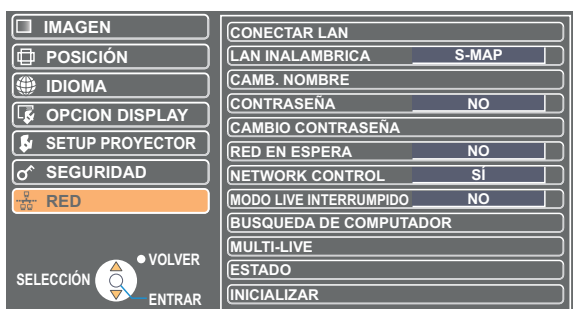 IMAGEN
POSICIÓN
IDIOMA
OPCION DISPLAY
SETUP PROYECTOR
SEGURIDAD
RED
VOLVER
SELECCIÓN
ENTRAR
CONECTAR LAN
LAN INALAMBRICA S-MAP
CAMB. NOMBRE
CONTRASEÑA NO
CAMBIO CONTRASEÑA
RED EN ESPERA NO
NETWORK CONTROL SÍ
MODO LIVE INTERRUMPIDO NO
BUSQUEDA DE COMPUTADOR
MULTI-LIVE
ESTADO
INICIALIZAR